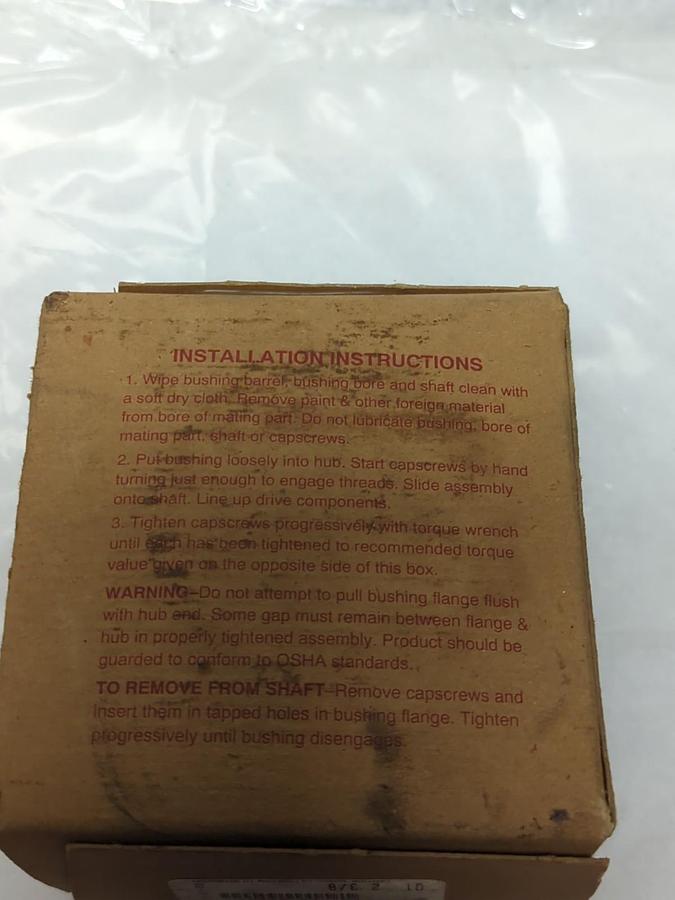 INSTALLATION INSTRUCTIONS
1. Wipe bushing barrel, bushing bore and shaft clean with
a soft dry cloth. Remove paint & other foreign material
from bore of mating part. Do not lubricate bushing, bore of
mating part, shaft or capscrews.
2. Put bushing loosely into hub. Start capscrews by hand
turning just enough to engage threads. Slide assembly
onto shaft. Line up drive components.
3. Tighten capscrews progressively with torque wrench
until each has been tightened to recommended torque
value given on the opposite side of this box.
WARNING–Do not attempt to pull bushing flange flush
with hub end. Some gap must remain between flange &
hub in properly tightened assembly. Product should be
guarded to conform to OSHA standards.
TO REMOVE FROM SHAFT–Remove capscrews and
insert them in tapped holes in bushing flange. Tighten
progressively until bushing disengages.